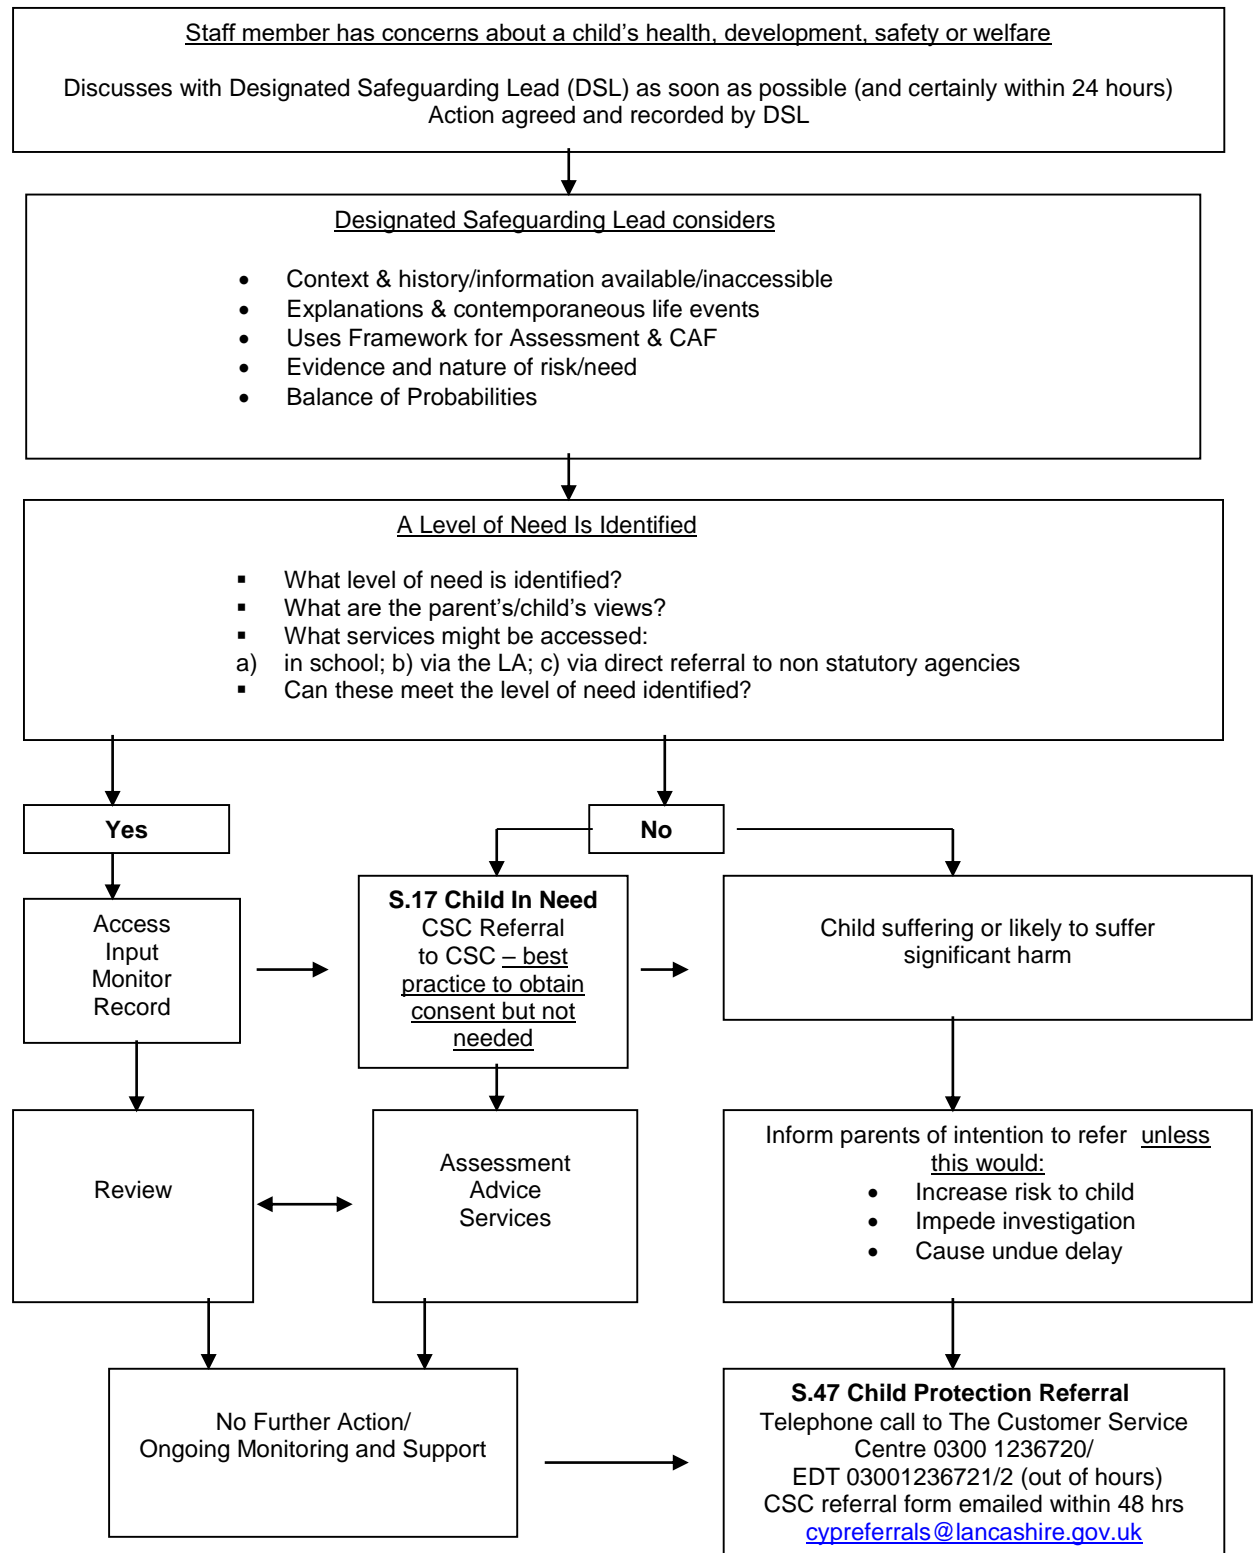 Staff member has concerns about a child's health, development, safety or welfare
Discusses with Designated Safeguarding Lead (DSL) as soon as possible (and certainly within 24 hours)
Action agreed and recorded by DSL
Designated Safeguarding Lead considers
• Context & history/information available/inaccessible
• Explanations & contemporaneous life events
• Uses Framework for Assessment & CAF
• Evidence and nature of risk/need
• Balance of Probabilities
A Level of Need Is Identified
▪ What level of need is identified?
▪ What are the parent's/child's views?
▪ What services might be accessed:
a) in school; b) via the LA; c) via direct referral to non statutory agencies
▪ Can these meet the level of need identified?
Yes
No
Access
Input
Monitor
Record
S.17 Child In Need
CSC Referral
to CSC – best
practice to obtain
consent but not
needed
Child suffering or likely to suffer
significant harm
Review
Assessment
Advice
Services
Inform parents of intention to refer unless
this would:
• Increase risk to child
• Impede investigation
• Cause undue delay
No Further Action/
Ongoing Monitoring and Support
S.47 Child Protection Referral
Telephone call to The Customer Service
Centre 0300 1236720/
EDT 03001236721/2 (out of hours)
CSC referral form emailed within 48 hrs
cypreferrals@lancashire.gov.uk